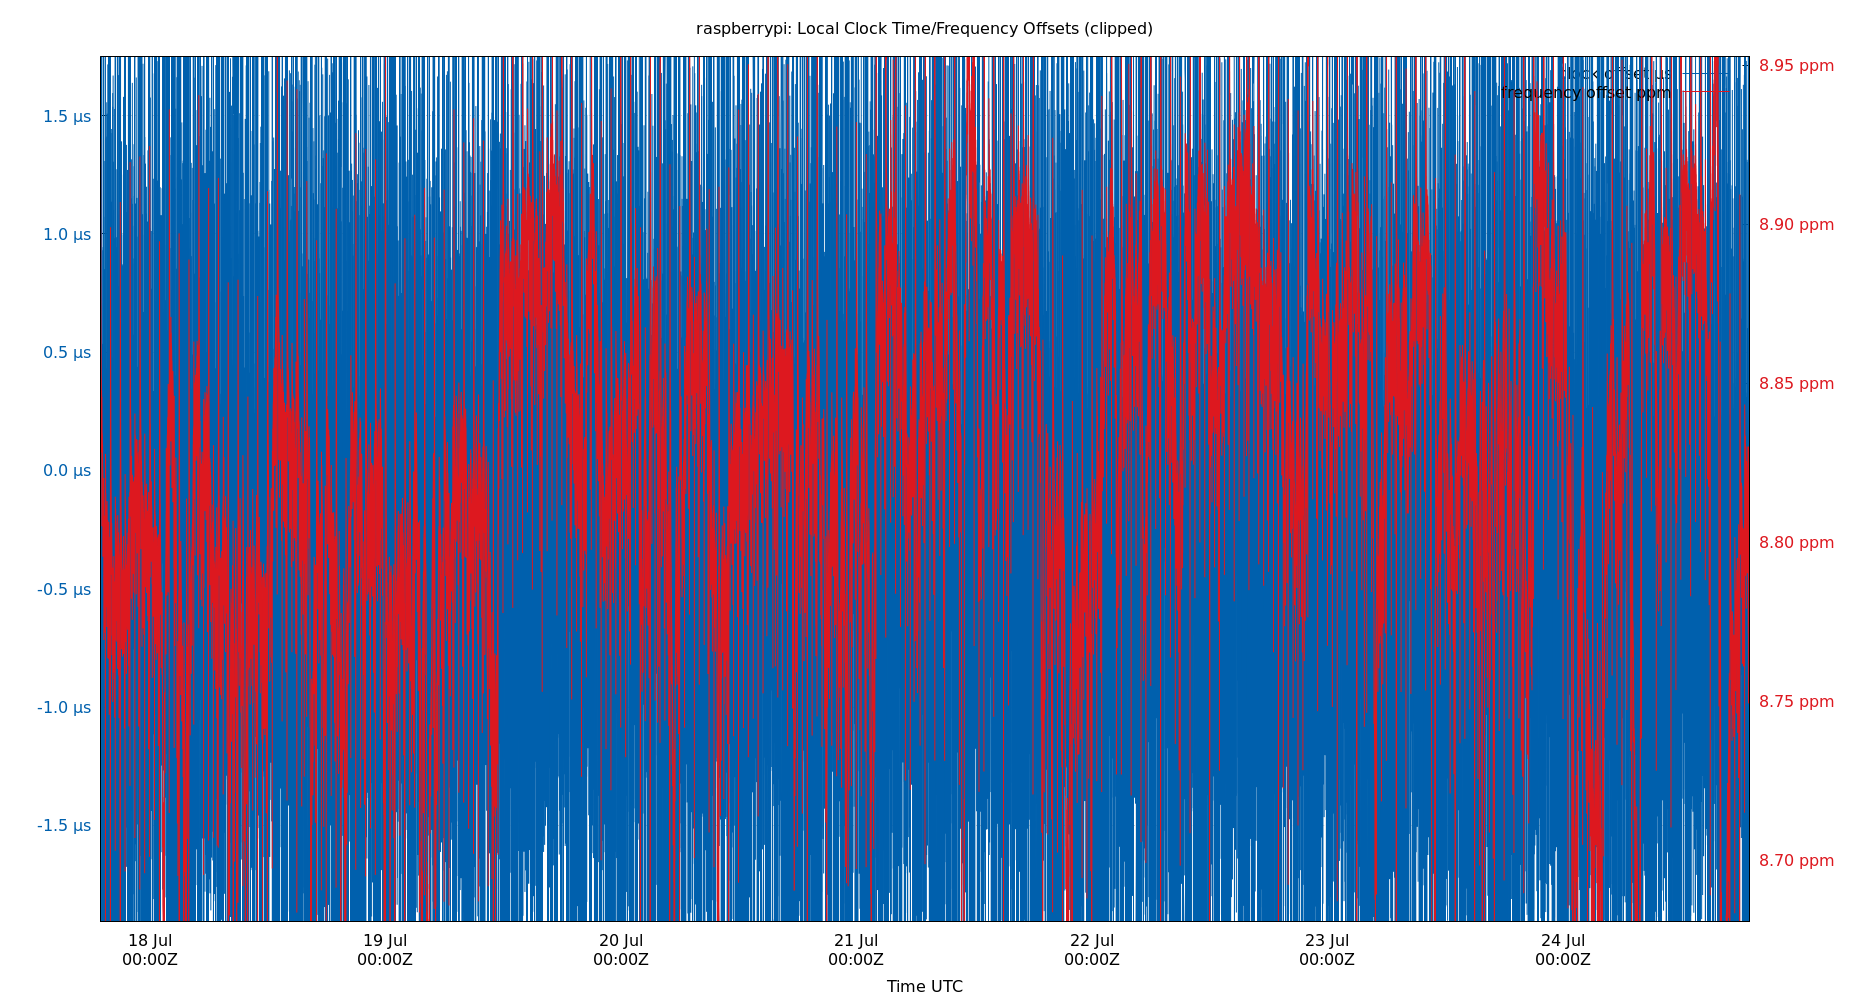 raspberrypi: Local Clock Time/Frequency Offsets (clipped)
clock offset µs
frequency offset ppm
1.5 µs
1.0 µs
0.5 µs
0.0 µs
-0.5 µs
-1.0 µs
-1.5 µs
8.95 ppm
8.90 ppm
8.85 ppm
8.80 ppm
8.75 ppm
8.70 ppm
18 Jul
00:00Z
19 Jul
00:00Z
20 Jul
00:00Z
21 Jul
00:00Z
22 Jul
00:00Z
23 Jul
00:00Z
24 Jul
00:00Z
Time UTC